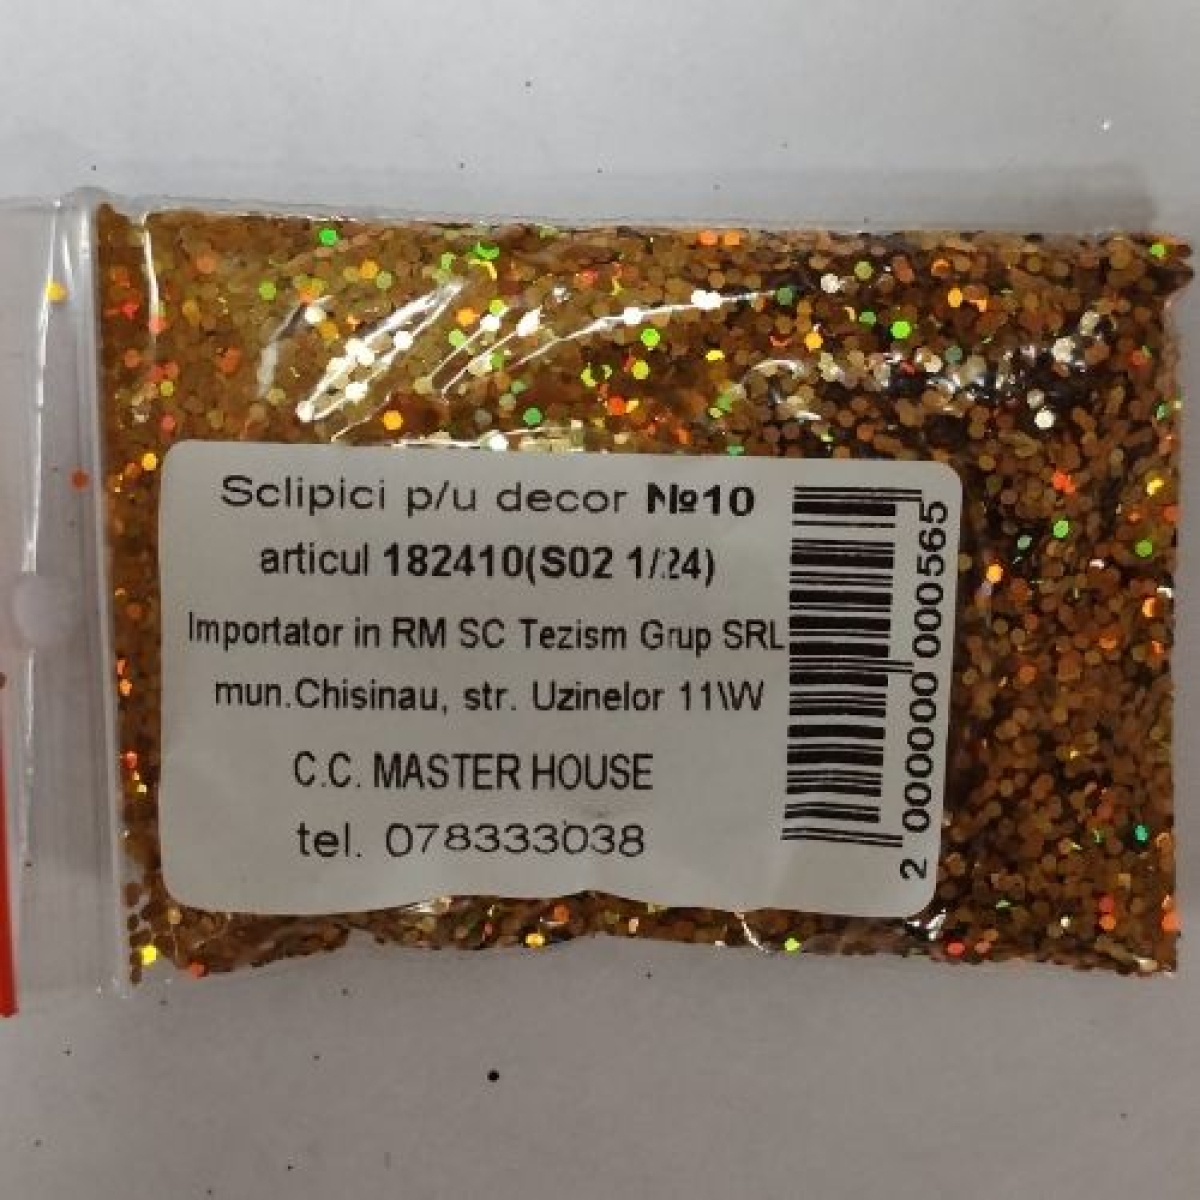 Sclipici p/u decor №10
articul 182410(S02 1/24)
Importator in RM SC Tezism Grup SRL
mun.Chisinau, str. Uzinelor 11\W
C.C. MASTER HOUSE
tel. 078333038
2 000000 000565